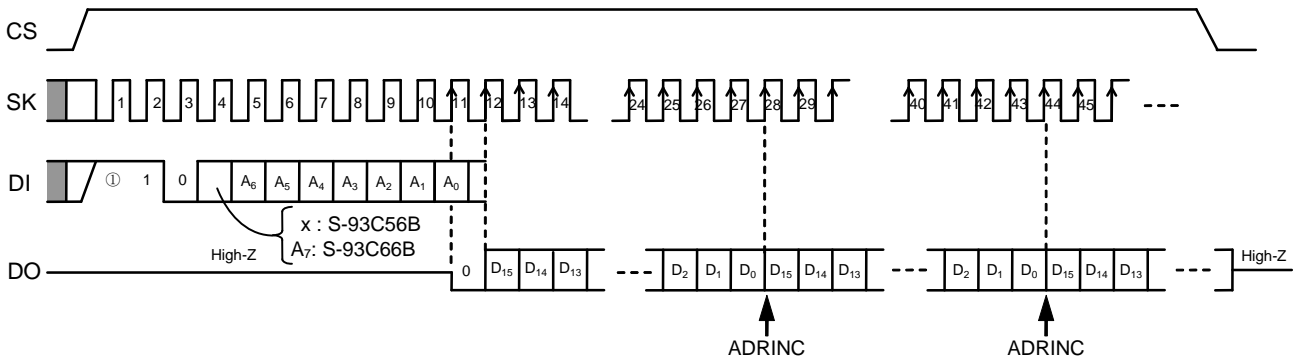 CS
SK 1 2 3 4 5 6 7 8 9 10 11 12 13 14 24 25 26 27 28 29 40 41 42 43 44 45
DI ① 1 0 A₆ A₅ A₄ A₃ A₂ A₁ A₀
x : S-93C56B
A₇: S-93C66B
High-Z
DO 0 D₁₅ D₁₄ D₁₃ D₂ D₁ D₀ D₁₅ D₁₄ D₁₃ D₂ D₁ D₀ D₁₅ D₁₄ D₁₃ High-Z
ADRINC ADRINC